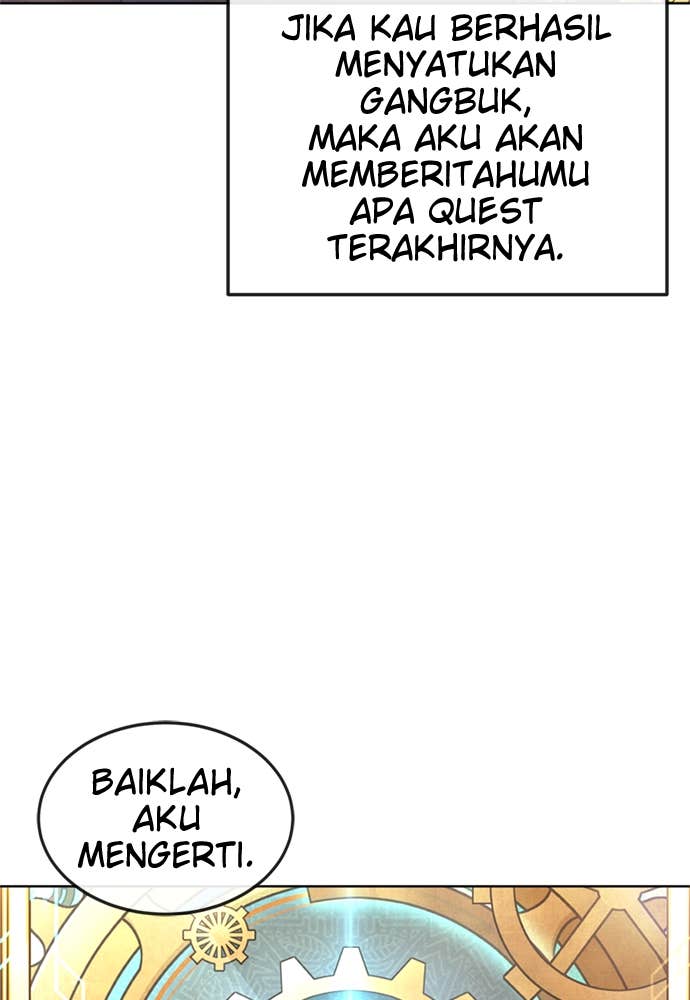 JIKA KAU BERHASIL
MENYATUKAN
GANGBUK,
MAKA AKU AKAN
MEMBERITAHUMU
APA QUEST
TERAKHIRNYA.
BAIKLAH,
AKU
MENGERTI.